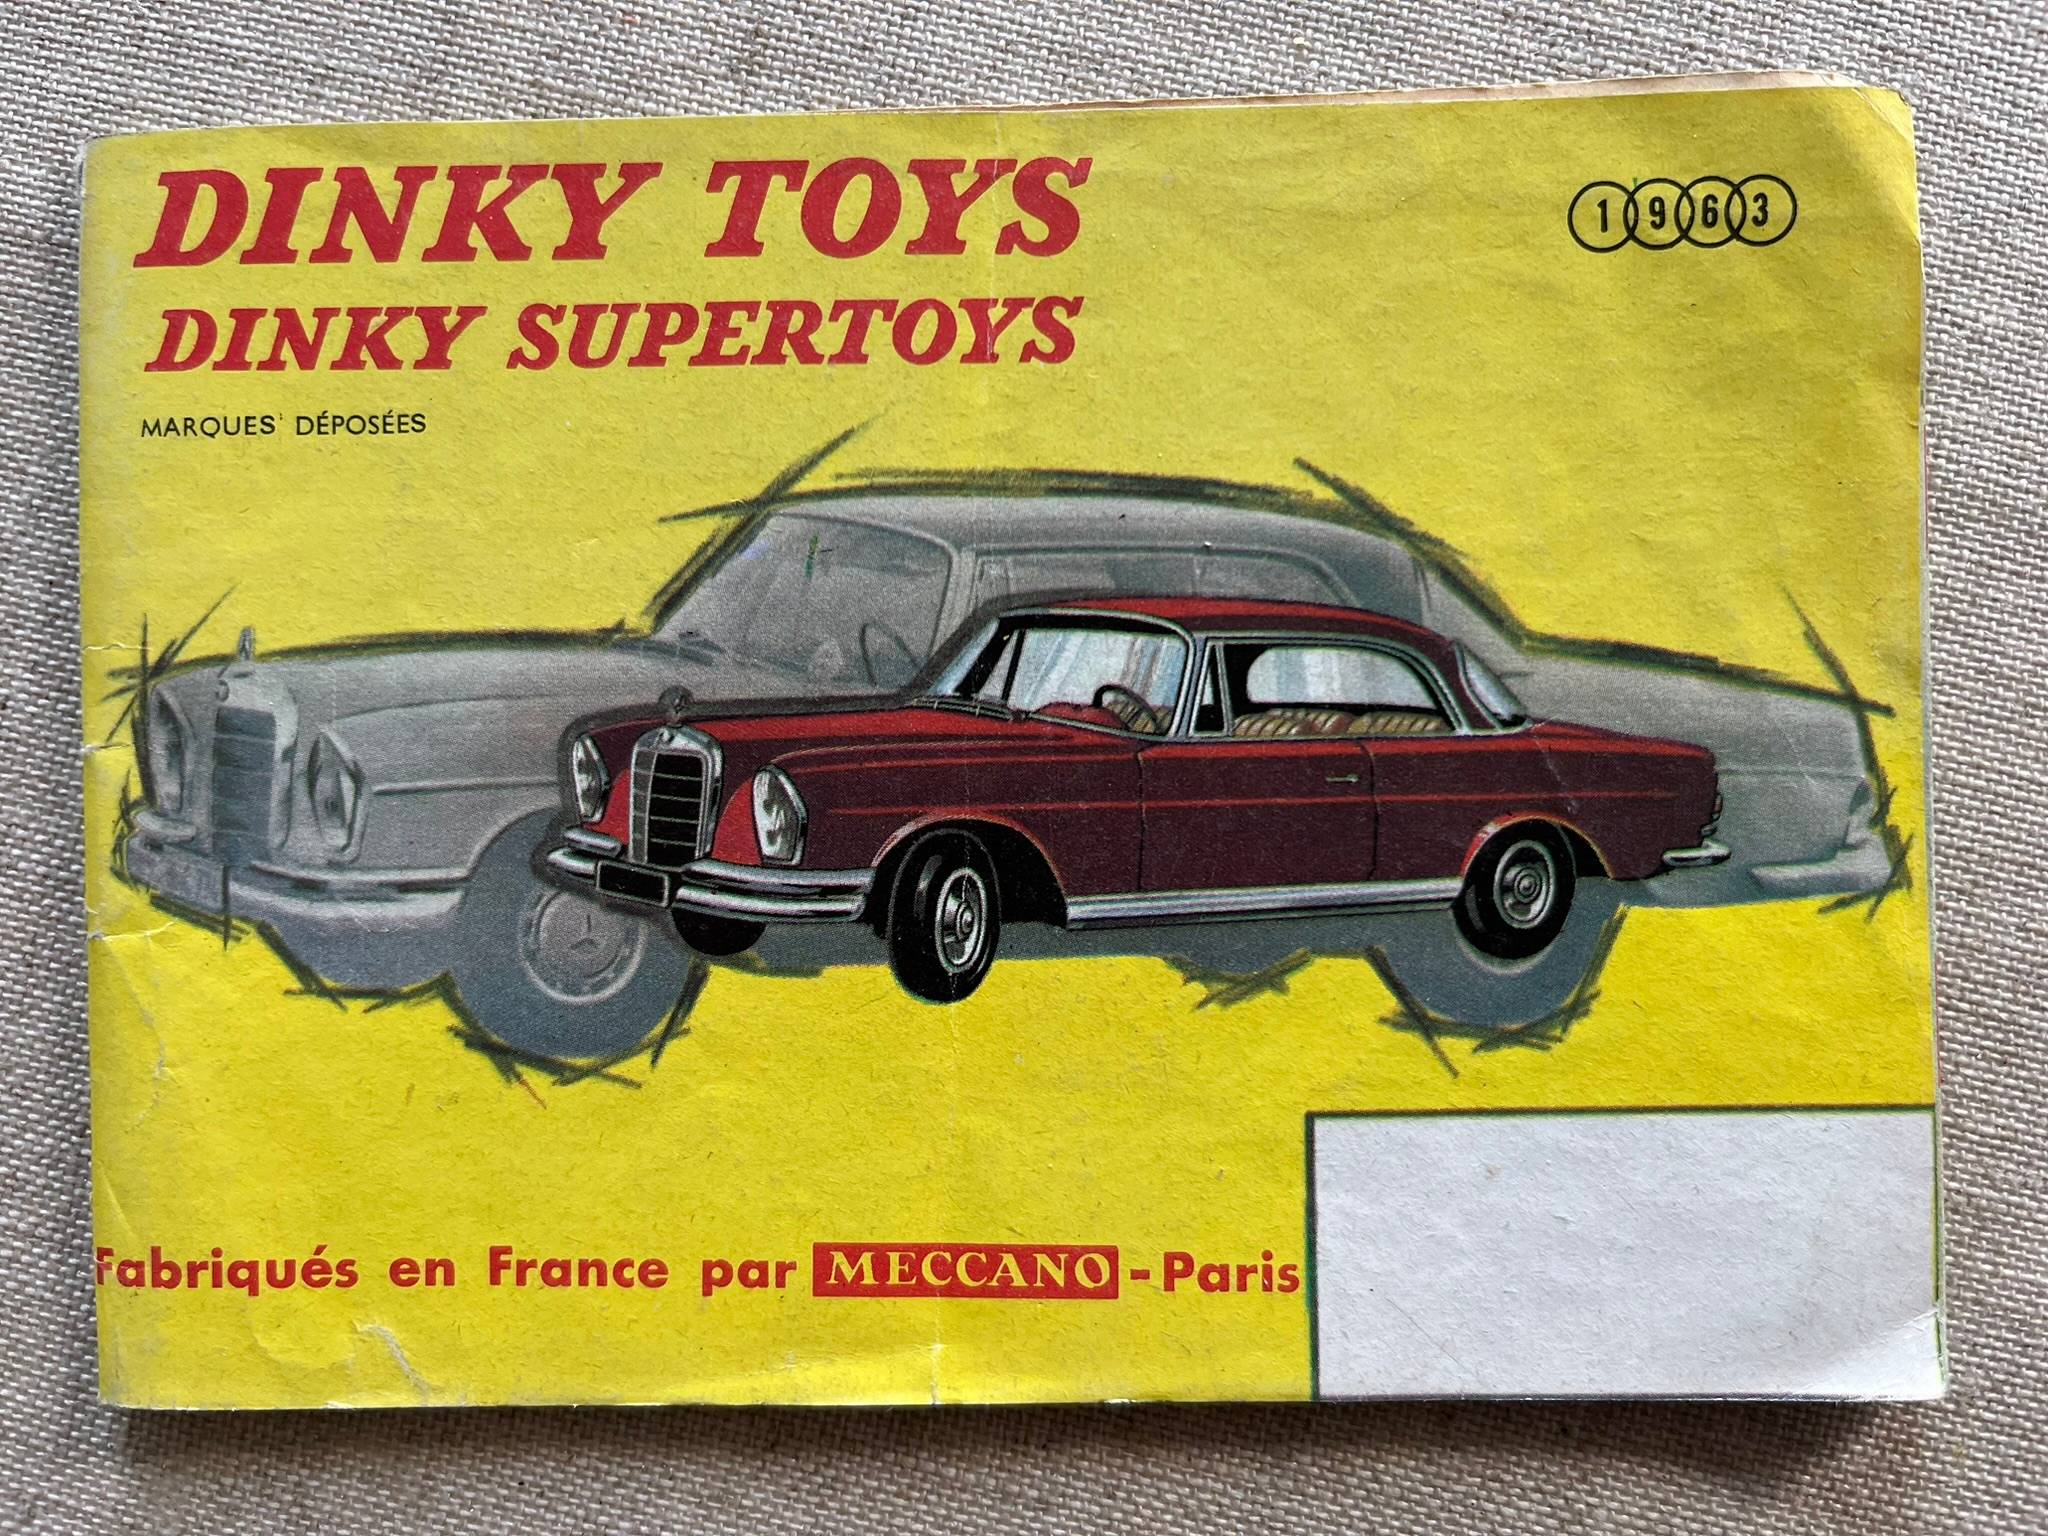 DINKY TOYS
1963
DINKY SUPERTOYS
MARQUES DÉPOSÉES
Fabriqués en France par MECCANO - Paris